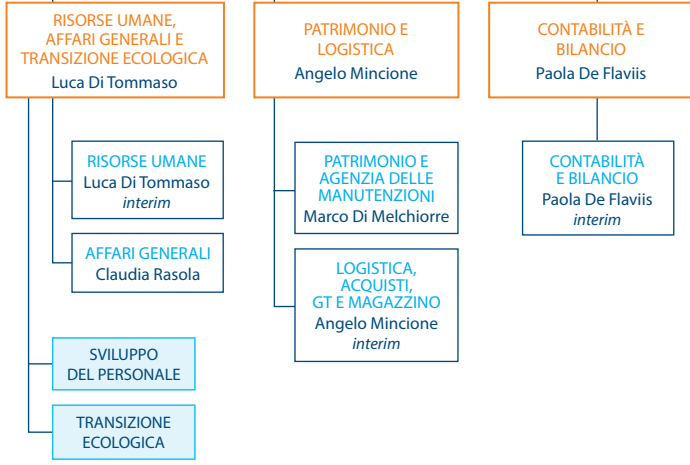 RISORSE UMANE,
AFFARI GENERALI E
TRANSIZIONE ECOLOGICA
Luca Di Tommaso
RISORSE UMANE
Luca Di Tommaso
interim
AFFARI GENERALI
Claudia Rasola
SVILUPPO
DEL PERSONALE
TRANSIZIONE
ECOLOGICA
PATRIMONIO E
LOGISTICA
Angelo Mincione
PATRIMONIO E
AGENZIA DELLE
MANUTENZIONI
Marco Di Melchiorre
LOGISTICA,
ACQUISTI,
GT E MAGAZZINO
Angelo Mincione
interim
CONTABILITÀ E
BILANCIO
Paola De Flaviis
CONTABILITÀ
E BILANCIO
Paola De Flaviis
interim